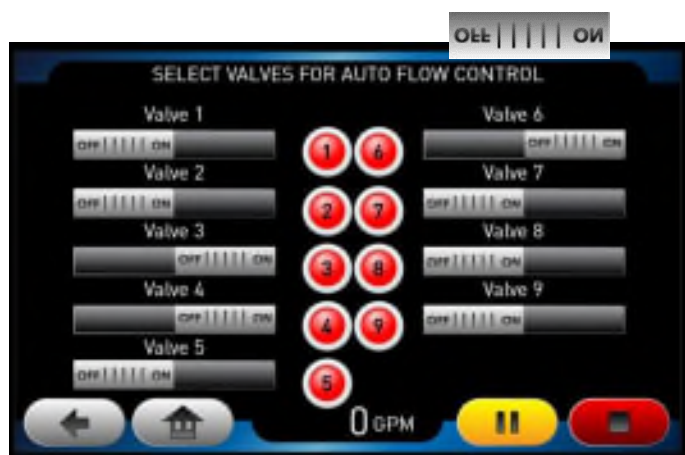 OFF ||||| ON
SELECT VALVES FOR AUTO FLOW CONTROL
Valve 1
OFF ||||| ON
Valve 2
OFF ||||| ON
Valve 3
OFF ||||| ON
Valve 4
OFF ||||| ON
Valve 5
OFF ||||| ON
1 6
2 7
3 8
4 9
5
Valve 6
OFF ||||| ON
Valve 7
OFF ||||| ON
Valve 8
OFF ||||| ON
Valve 9
OFF ||||| ON
0 GPM